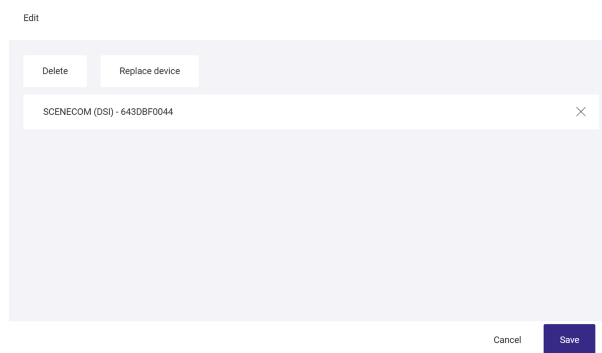 Edit
Delete Replace device
SCENECOM (DSI) - 643DBF0044
Cancel Save